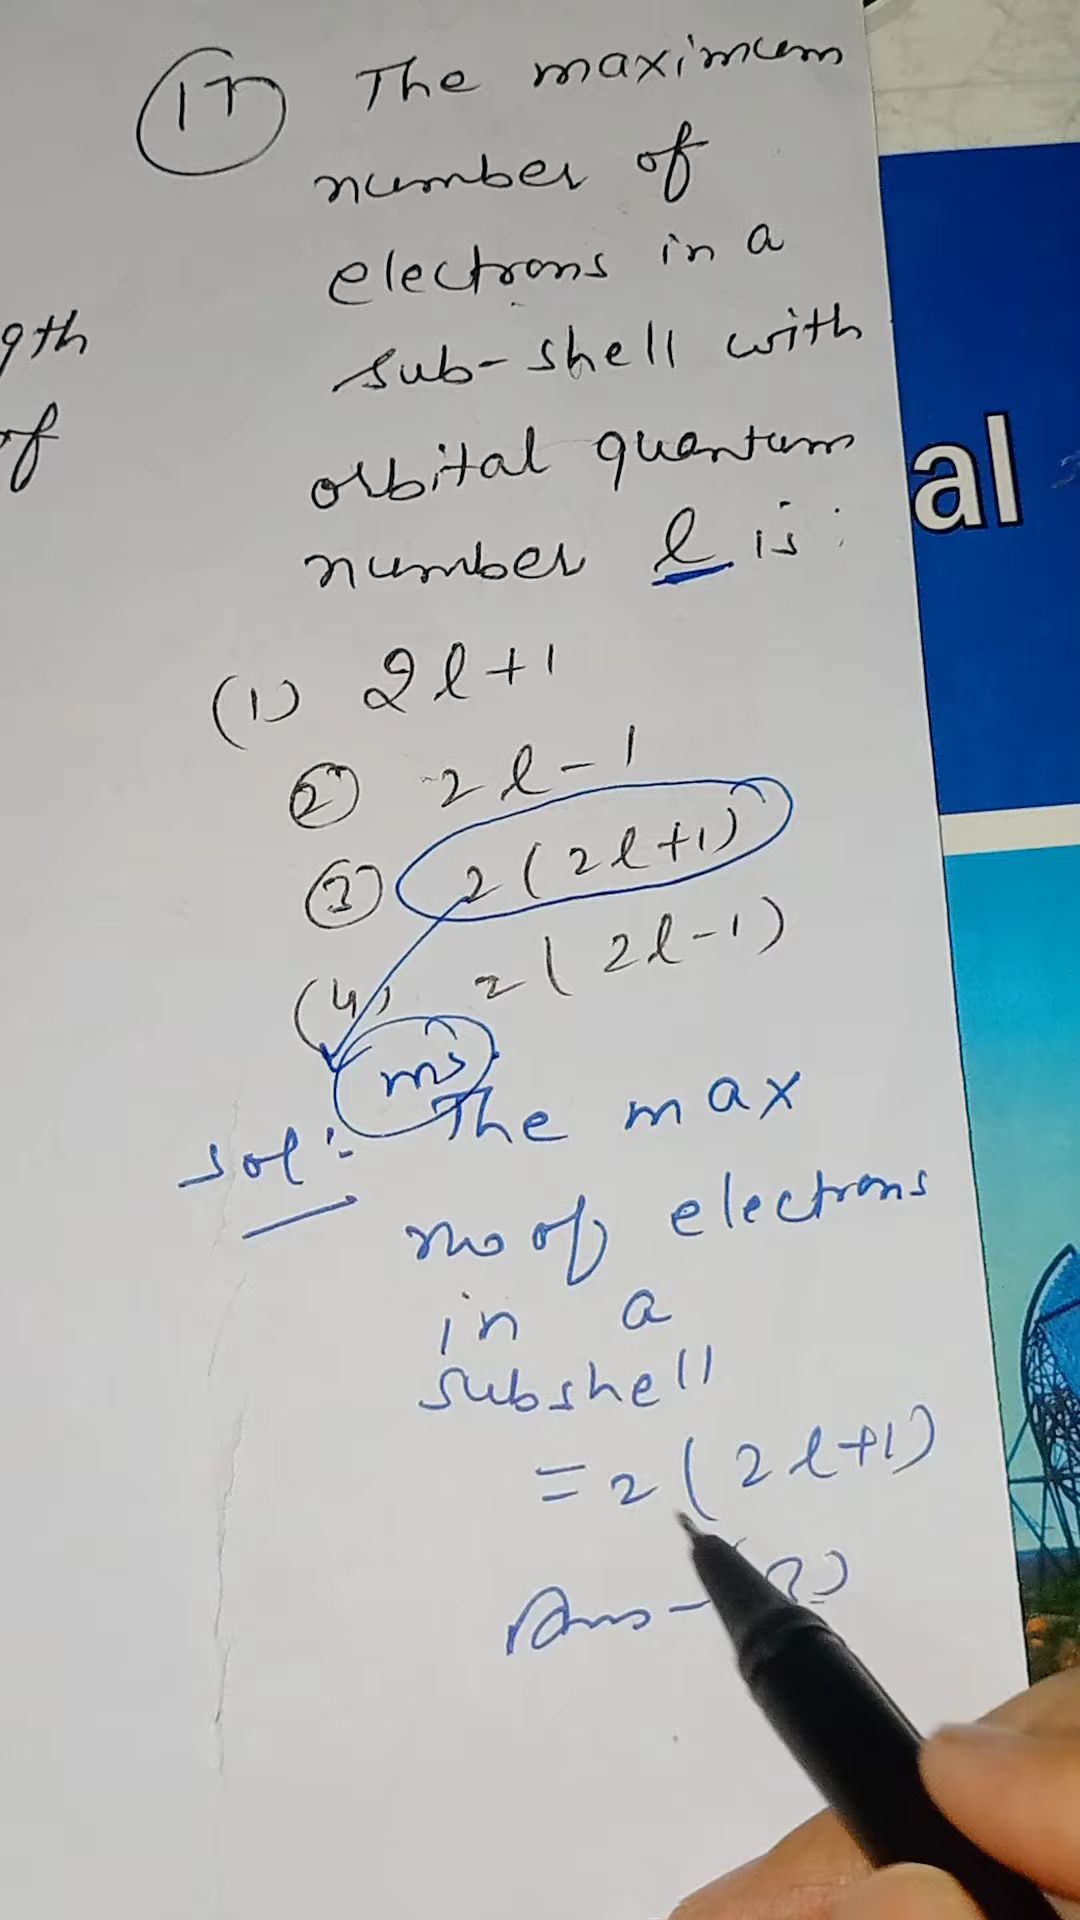 (17) The maximum
number of
electrons in a
sub-shell with
orbital quantum
number l is:
(1) 2l+1
(2) 2l-1
(3) 2(2l+1)
(4) 2(2l-1)
ms
Sol:- The max
no of electrons
in a
subshell
= 2(2l+1)
Ans-
gth
of
al